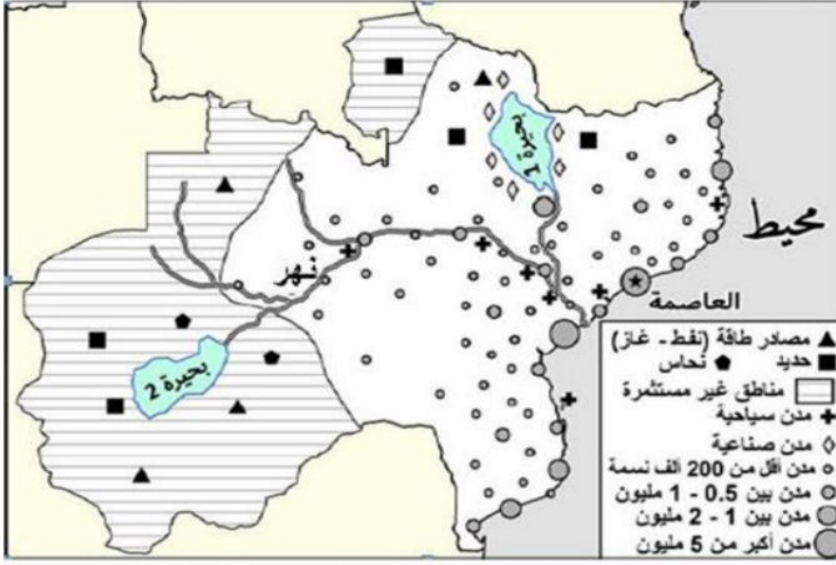 بحيرة 1
محيط
نهر
العاصمة
بحيرة 2
مصادر طاقة (نفط - غاز)
حديد نحاس
مناطق غير مستثمرة
مدن سياحية
مدن صناعية
مدن أقل من 200 ألف نسمة
مدن بين 0.5 - 1 مليون
مدن بين 1 - 2 مليون
مدن أكبر من 5 مليون